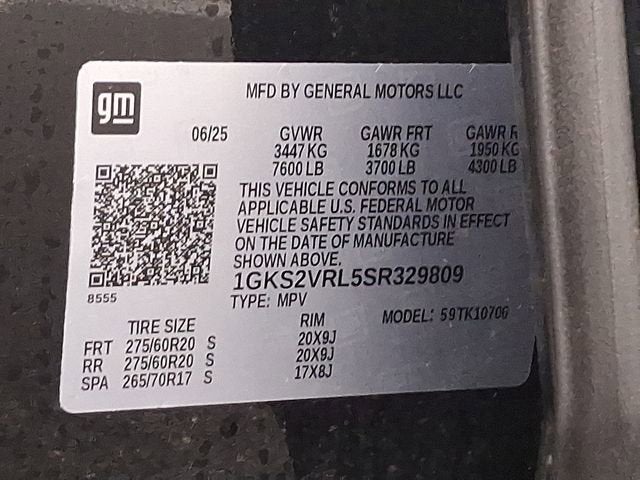 gm
MFD BY GENERAL MOTORS LLC
06/25 GVWR GAWR FRT GAWR R
3447 KG 1678 KG 1950 KG
7600 LB 3700 LB 4300 LB
THIS VEHICLE CONFORMS TO ALL
APPLICABLE U.S. FEDERAL MOTOR
VEHICLE SAFETY STANDARDS IN EFFECT
ON THE DATE OF MANUFACTURE
SHOWN ABOVE.
8555
1GKS2VRL5SR329809
TYPE: MPV
MODEL: 59TK10706
TIRE SIZE RIM
FRT 275/60R20 S 20X9J
RR 275/60R20 S 20X9J
SPA 265/70R17 S 17X8J